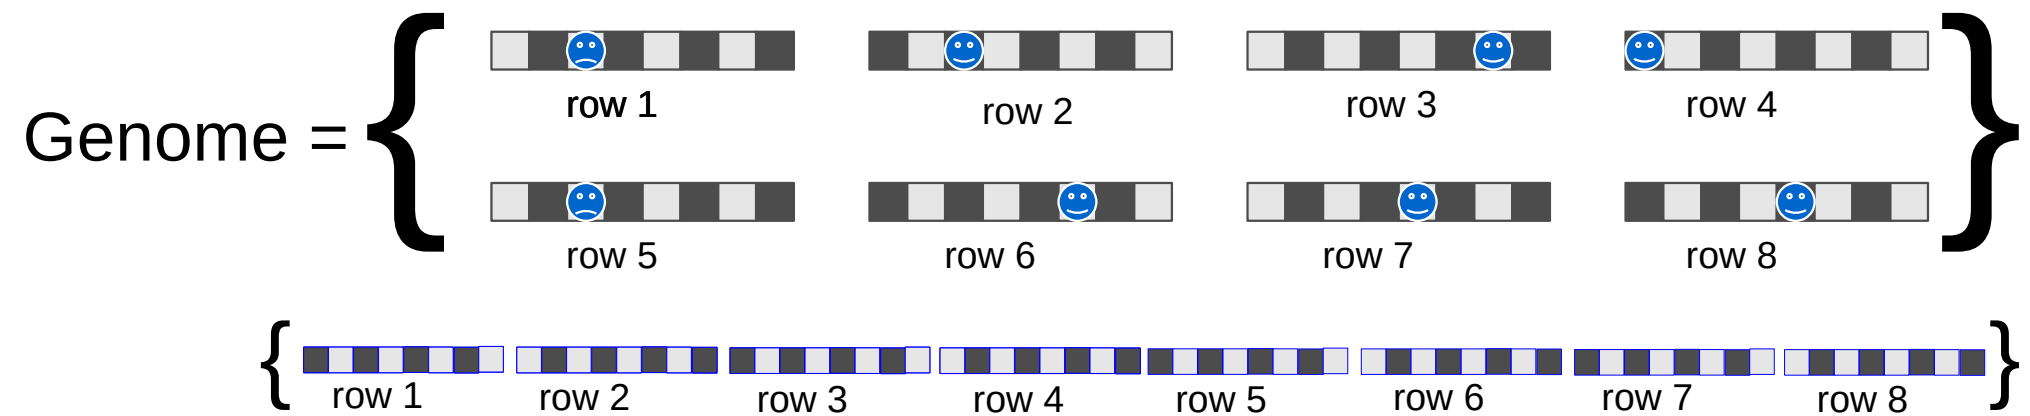 Genome = {
row 1 row 2 row 3 row 4
row 5 row 6 row 7 row 8
}
{
row 1 row 2 row 3 row 4 row 5 row 6 row 7 row 8
}